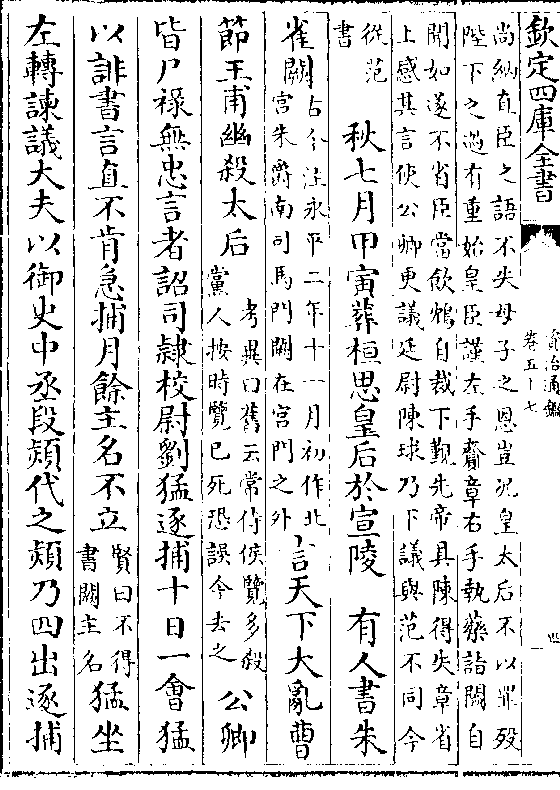 欽定四庫全書
資治通鑑
卷五十七
尚納直臣之語不失母子之恩豈況皇太后不以罪歿
陛下之過有重始皇臣謹左手齎章右手執藥詣闕自
聞如遂不省臣當飲鴆自裁下覲先帝具陳得失章省
上感其言使公卿更議廷尉陳球乃下議與范不同今
從范
書
秋七月甲寅葬桓思皇后於宣陵　有人書朱
雀闕
古今注永平二年十一月初作北
宮朱爵南司馬門闕在宮門之外
言天下大亂曹
節王甫幽殺太后
考異曰舊云常侍侯覽多殺
黨人按時覽已死恐誤今去之
公卿
皆尸祿無忠言者詔司隸校尉劉猛逐捕十日一會猛
以誹書言直不肯急捕月餘主名不立
賢曰不得
書闕主名
猛坐
左轉諫議大夫以御史中丞段熲代之熲乃四出逐捕